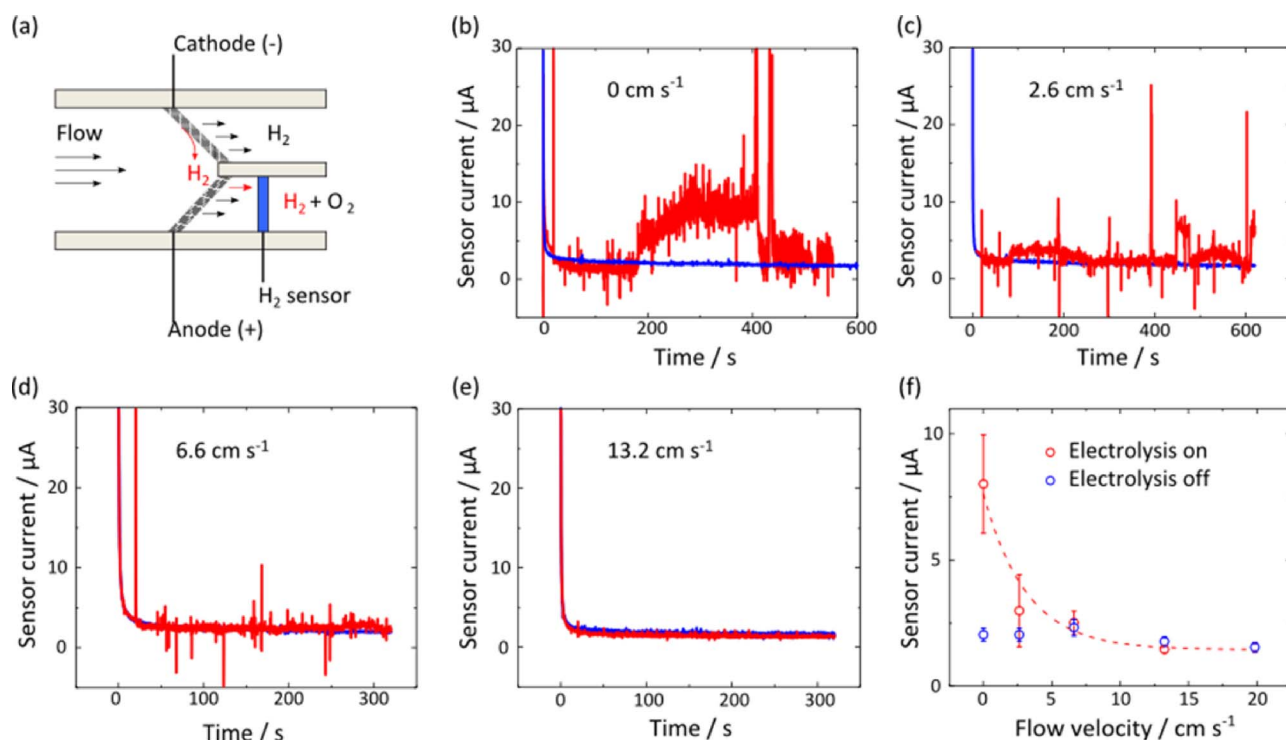 (a)
Cathode (-)
Flow
H2
H2
H2 + O2
H2 sensor
Anode (+)
(b)
30
20
10
0
Sensor current / µA
0 cm s-1
0 200 400 600
Time / s
(c)
30
20
10
0
Sensor current / µA
2.6 cm s-1
0 200 400 600
Time / s
(d)
30
20
10
0
Sensor current / µA
6.6 cm s-1
0 100 200 300
Time / s
(e)
30
20
10
0
Sensor current / µA
13.2 cm s-1
0 100 200 300
Time / s
(f)
10
5
0
Sensor current / µA
Electrolysis on
Electrolysis off
0 5 10 15 20
Flow velocity / cm s-1